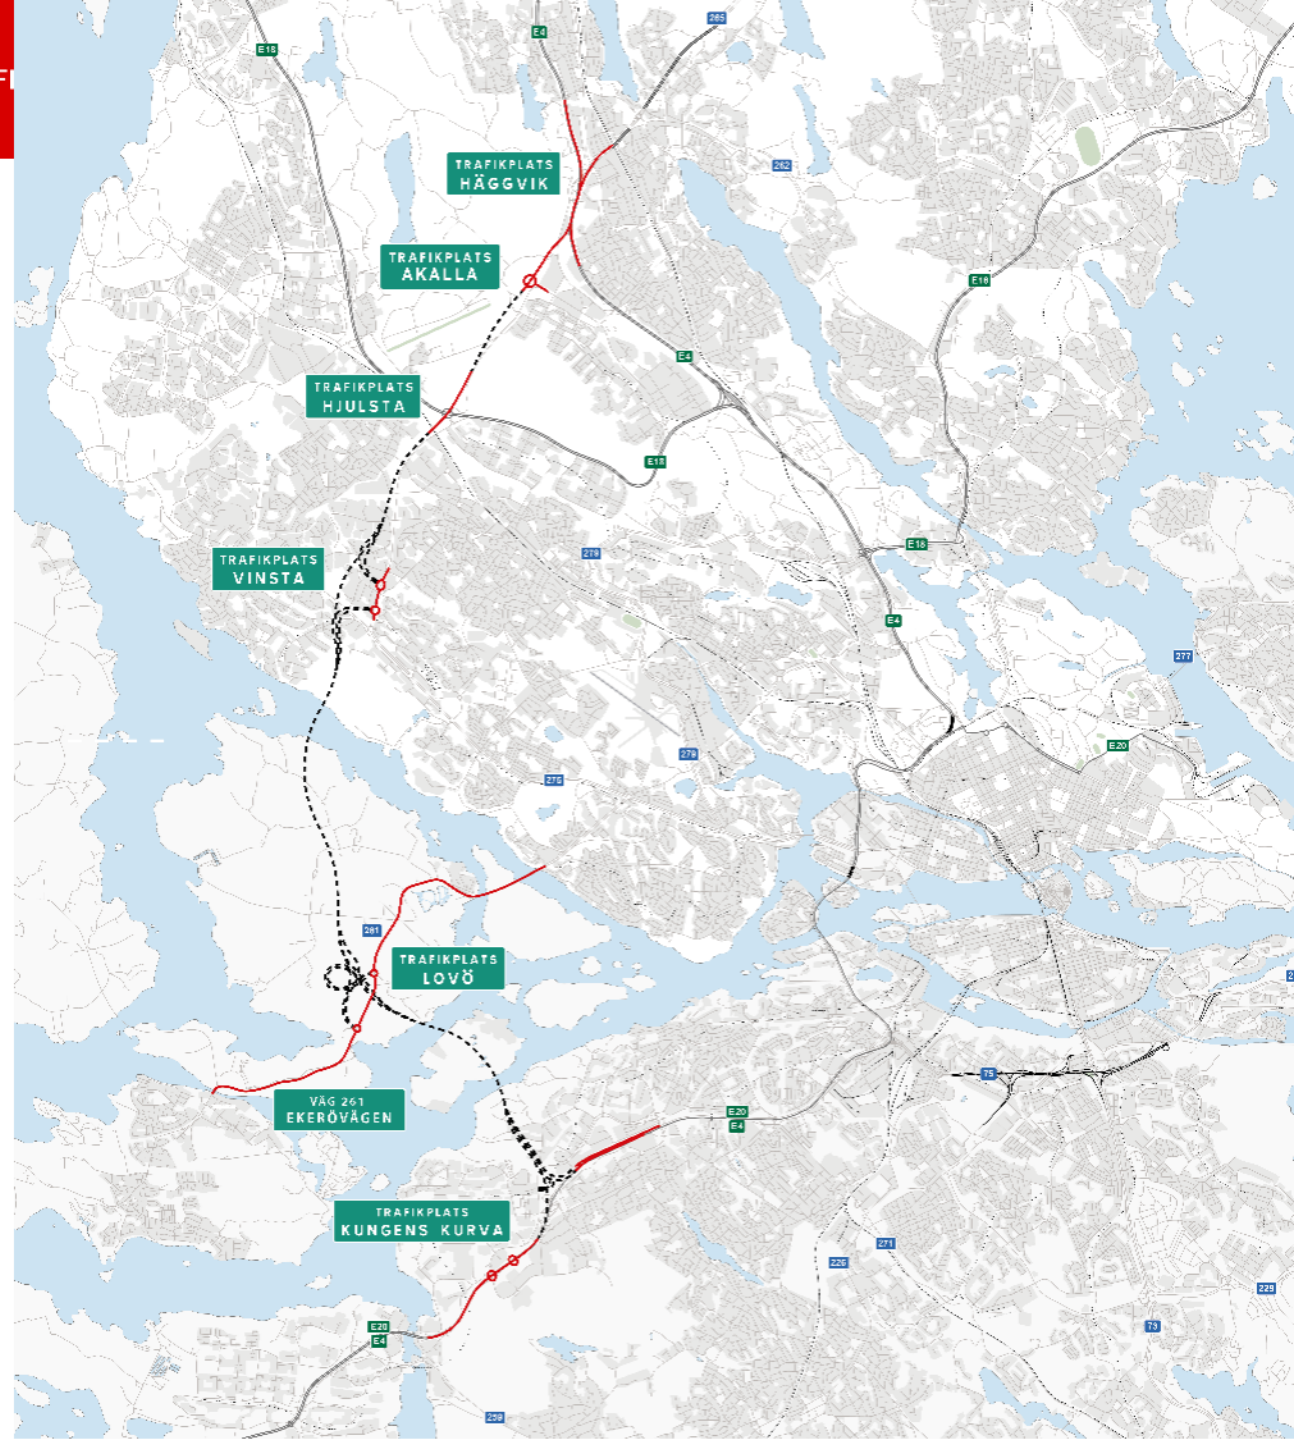 265
E18
E4
FI
TRAFIKPLATS
HÄGGVIK
262
TRAFIKPLATS
AKALLA
E18
E4
TRAFIKPLATS
HJULSTA
E18
E18
279
TRAFIKPLATS
VINSTA
E4
277
E20
279
275
261
TRAFIKPLATS
LOVÖ
2
75
VÄG 261
EKERÖVÄGEN
E20
E4
TRAFIKPLATS
KUNGENS KURVA
271
226
229
E20
E4
73
259